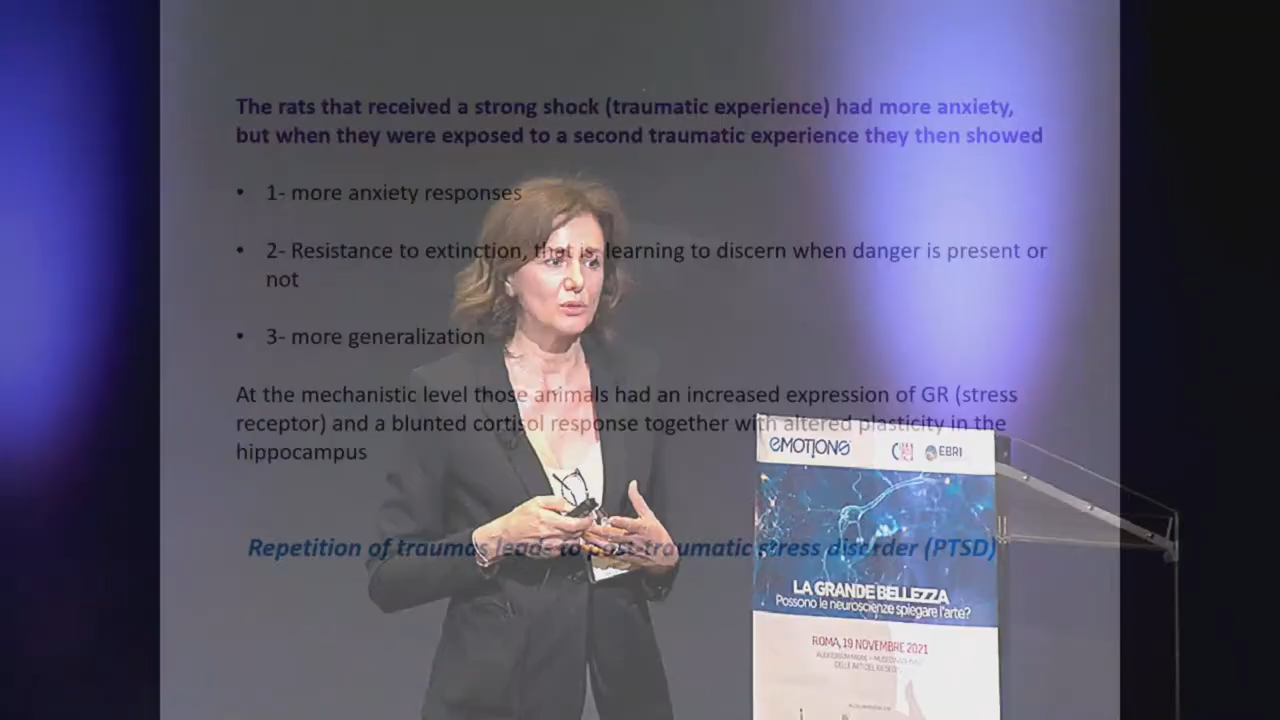 The rats that received a strong shock (traumatic experience) had more anxiety,
but when they were exposed to a second traumatic experience they then showed
• 1- more anxiety responses
• 2- Resistance to extinction, that is, learning to discern when danger is present or
not
• 3- more generalization
At the mechanistic level those animals had an increased expression of GR (stress
receptor) and a blunted cortisol response together with altered plasticity in the
hippocampus
Repetition of traumas leads to post-traumatic stress disorder (PTSD)
eMOTIONS
EBRI
LA GRANDE BELLEZZA
Possono le neuroscienze spiegare l'arte?
ROMA, 19 NOVEMBRE 2021